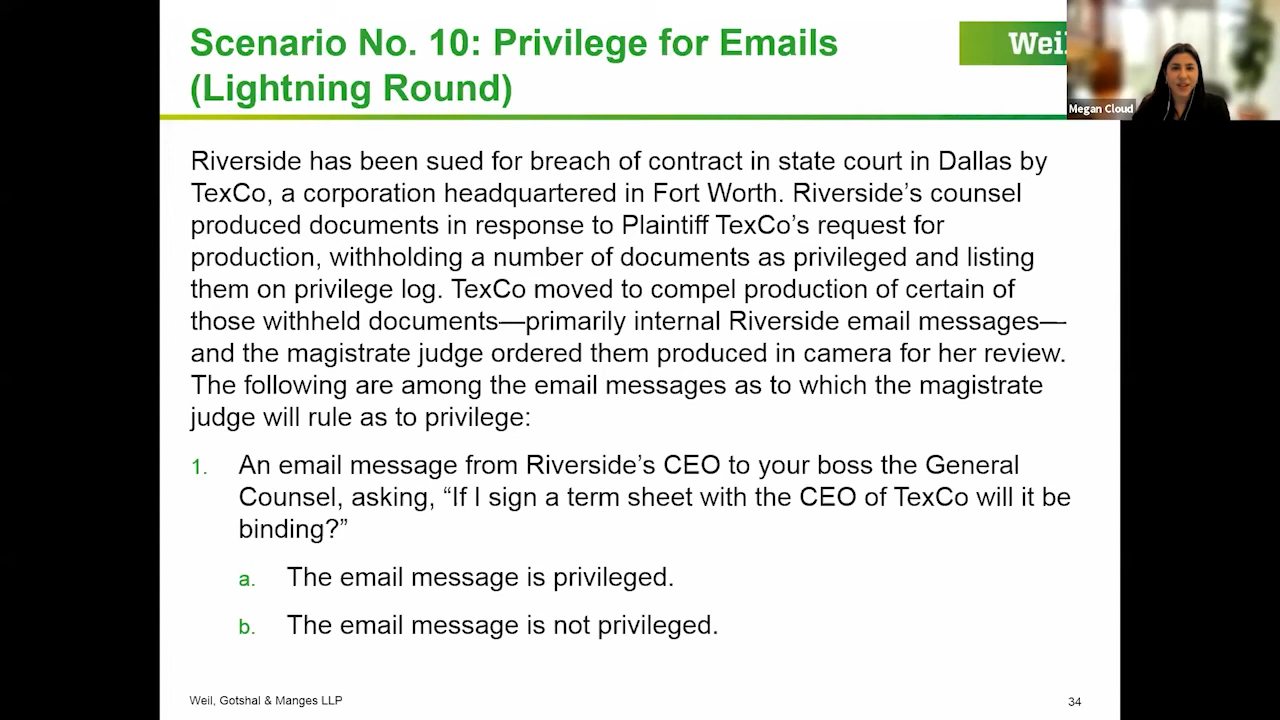 Scenario No. 10: Privilege for Emails
(Lightning Round)
Weil
Megan Cloud
Riverside has been sued for breach of contract in state court in Dallas by
TexCo, a corporation headquartered in Fort Worth. Riverside’s counsel
produced documents in response to Plaintiff TexCo’s request for
production, withholding a number of documents as privileged and listing
them on privilege log. TexCo moved to compel production of certain of
those withheld documents—primarily internal Riverside email messages—
and the magistrate judge ordered them produced in camera for her review.
The following are among the email messages as to which the magistrate
judge will rule as to privilege:
1. An email message from Riverside’s CEO to your boss the General
Counsel, asking, “If I sign a term sheet with the CEO of TexCo will it be
binding?”
a. The email message is privileged.
b. The email message is not privileged.
Weil, Gotshal & Manges LLP
34